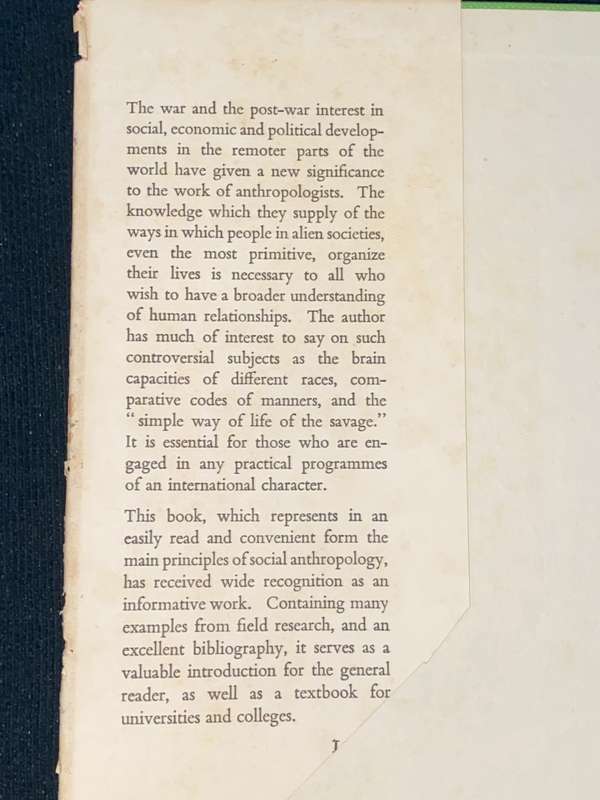 The war and the post-war interest in
social, economic and political develop-
ments in the remoter parts of the
world have given a new significance
to the work of anthropologists. The
knowledge which they supply of the
ways in which people in alien societies,
even the most primitive, organize
their lives is necessary to all who
wish to have a broader understanding
of human relationships. The author
has much of interest to say on such
controversial subjects as the brain
capacities of different races, com-
parative codes of manners, and the
“simple way of life of the savage.”
It is essential for those who are en-
gaged in any practical programmes
of an international character.
This book, which represents in an
easily read and convenient form the
main principles of social anthropology,
has received wide recognition as an
informative work. Containing many
examples from field research, and an
excellent bibliography, it serves as a
valuable introduction for the general
reader, as well as a textbook for
universities and colleges.